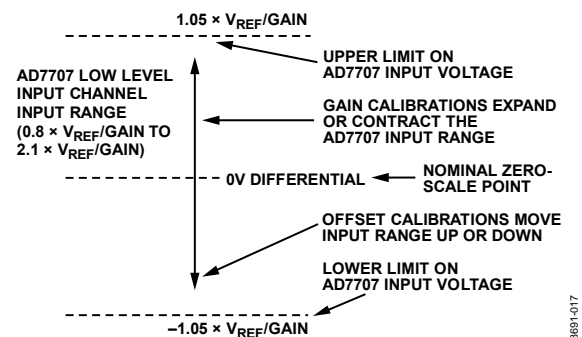 1.05 × VREF/GAIN
UPPER LIMIT ON
AD7707 INPUT VOLTAGE
AD7707 LOW LEVEL
INPUT CHANNEL
INPUT RANGE
(0.8 × VREF/GAIN TO
2.1 × VREF/GAIN)
GAIN CALIBRATIONS EXPAND
OR CONTRACT THE
AD7707 INPUT RANGE
0V DIFFERENTIAL
NOMINAL ZERO-
SCALE POINT
OFFSET CALIBRATIONS MOVE
INPUT RANGE UP OR DOWN
LOWER LIMIT ON
AD7707 INPUT VOLTAGE
–1.05 × VREF/GAIN